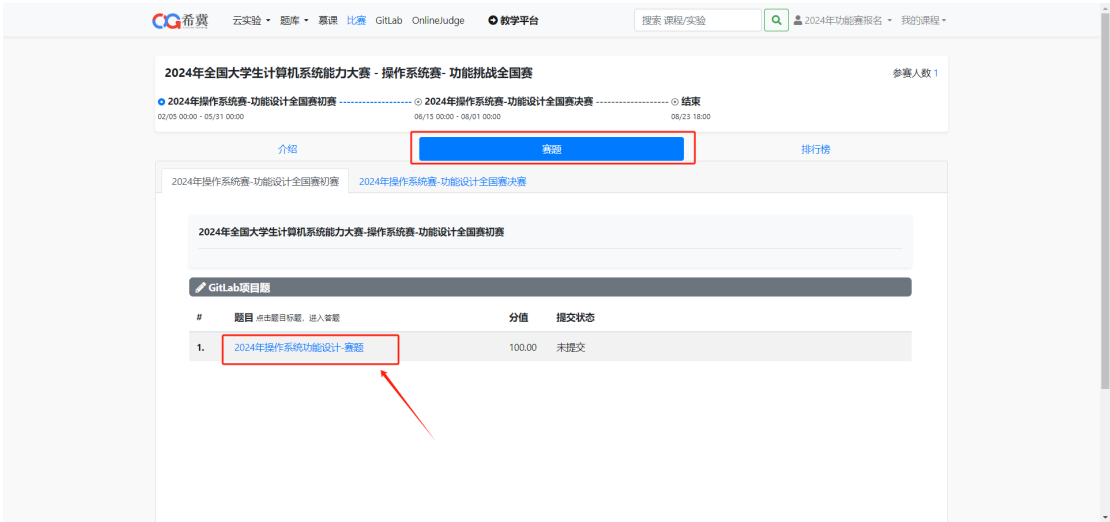 CG希冀 云实验 题库 慕课 比赛 GitLab OnlineJudge 教学平台 搜索 课程/实验 2024年功能赛报名 我的课程
2024年全国大学生计算机系统能力大赛 - 操作系统赛- 功能挑战全国赛 参赛人数 1
2024年操作系统赛-功能设计全国赛初赛 ------------------ 2024年操作系统赛-功能设计全国赛决赛 ------------------ 结束
02/05 00:00 - 05/31 00:00 06/15 00:00 - 08/01 00:00 08/23 18:00
介绍 赛题 排行榜
2024年操作系统赛-功能设计全国赛初赛 2024年操作系统赛-功能设计全国赛决赛
2024年全国大学生计算机系统能力大赛-操作系统赛-功能设计全国赛初赛
GitLab项目题
# 题目 点击题目标题，进入答题 分值 提交状态
1. 2024年操作系统功能设计-赛题 100.00 未提交